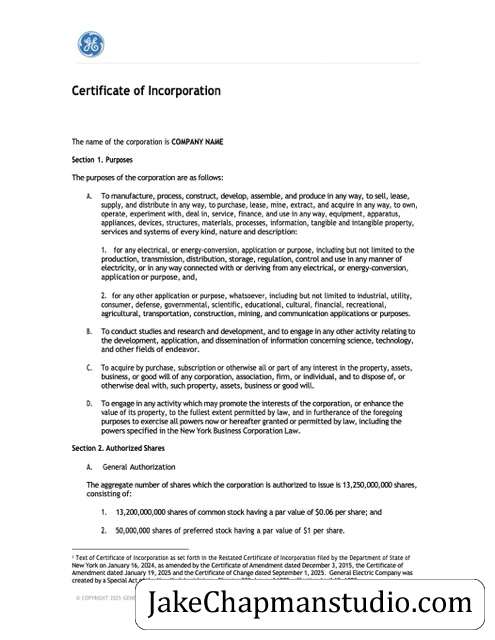 Certificate of Incorporation
The name of the corporation is COMPANY NAME
Section 1. Purposes
The purposes of the corporation are as follows:
A. To manufacture, process, construct, develop, assemble, and produce in any way, to sell, lease,
supply, and distribute in any way, to purchase, lease, mine, extract, and acquire in any way, to own,
operate, experiment with, deal in, service, finance, and use in any way, equipment, apparatus,
appliances, devices, structures, materials, processes, information, tangible and intangible property,
services and systems of every kind, nature and description:
1. for any electrical, or energy-conversion, application or purpose, including but not limited to the
production, transmission, distribution, storage, regulation, control and use in any manner of
electricity, or in any way connected with or deriving from any electrical, or energy-conversion,
application or purpose, and,
2. for any other application or purpose, whatsoever, including but not limited to industrial, utility,
consumer, defense, governmental, scientific, educational, cultural, financial, recreational,
agricultural, transportation, construction, mining, and communication applications or purposes.
B. To conduct studies and research and development, and to engage in any other activity relating to
the development, application, and dissemination of information concerning science, technology,
and other fields of endeavor.
C. To acquire by purchase, subscription or otherwise all or part of any interest in the property, assets,
business, or good will of any corporation, association, firm, or individual, and to dispose of, or
otherwise deal with, such property, assets, business or good will.
D. To engage in any activity which may promote the interests of the corporation, or enhance the
value of its property, to the fullest extent permitted by law, and in furtherance of the foregoing
purposes to exercise all powers now or hereafter granted or permitted by law, including the
powers specified in the New York Business Corporation Law.
Section 2. Authorized Shares
A. General Authorization
The aggregate number of shares which the corporation is authorized to issue is 13,250,000,000 shares,
consisting of:
1. 13,200,000,000 shares of common stock having a par value of $0.06 per share; and
2. 50,000,000 shares of preferred stock having a par value of $1 per share.
¹ Text of Certificate of Incorporation as set forth in the Restated Certificate of Incorporation filed by the Department of State of
New York on January 16, 2024, as amended by the Certificate of Amendment dated December 3, 2015, the Certificate of
Amendment dated January 19, 2025 and the Certificate of Change dated September 1, 2025. General Electric Company was
created by a Special Act
© COPYRIGHT 2025
JakeChapmanstudio.com